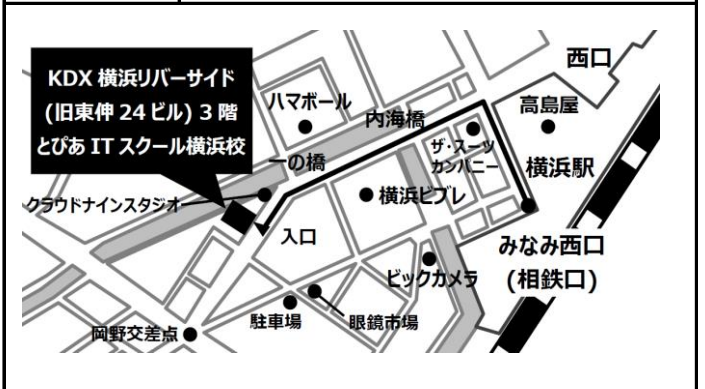 KDX 横浜リバーサイド
(旧東伸 24 ビル) 3 階
とぴあ IT スクール横浜校
西口
ハマボール
内海橋
高島屋
ザ・スーツ
カンパニー
横浜駅
一の橋
クラウドナインスタジオ
横浜ビブレ
入口
みなみ西口
(相鉄口)
ビックカメラ
駐車場
眼鏡市場
岡野交差点